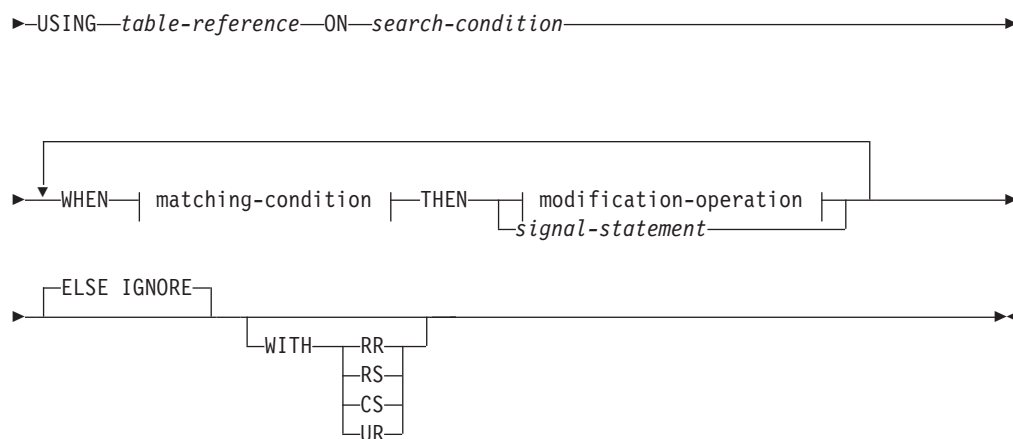 USING table-reference ON search-condition
WHEN matching-condition THEN modification-operation
signal-statement
ELSE IGNORE
WITH RR
RS
CS
UR